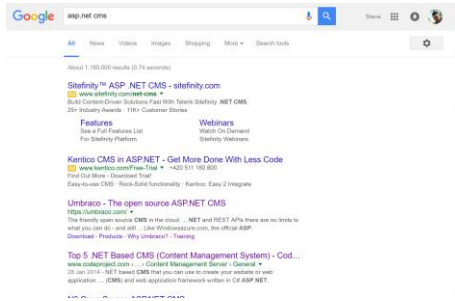 Google asp.net cms Steve
All News Videos Images Shopping More Search tools
About 1,180,000 results (0.74 seconds)
Sitefinity™ ASP .NET CMS - sitefinity.com
Ad www.sitefinity.com/net-cms
Build Content-Driven Solutions Fast With Telerik Sitefinity .NET CMS.
25+ Industry Awards · 11K+ Customer Stories
Features Webinars
See a Full Features List Watch On Demand
For Sitefinity Platform. Sitefinity Webinars.
Kentico CMS in ASP.NET - Get More Done With Less Code
Ad www.kentico.com/Free-Trial +420 511 180 800
Find Out More - Download Trial!
Easy-to-use CMS · Rock-Solid functionality · Kentico: Easy 2 Integrate
Umbraco - The open source ASP.NET CMS
https://umbraco.com/
The friendly open source CMS in the cloud. ... NET and REST APIs there are no limits to
what you can do - and still ... Like Windowsazure.com, the official ASP.
Download - Products - Why Umbraco? - Training
Top 5 .NET Based CMS (Content Management System) - Cod...
www.codeproject.com › ... › Content Management Server › General
28 Jan 2014 - NET based CMS that you can use to create your website or web
application. ... (CMS) and web application framework written in C# ASP.NET.